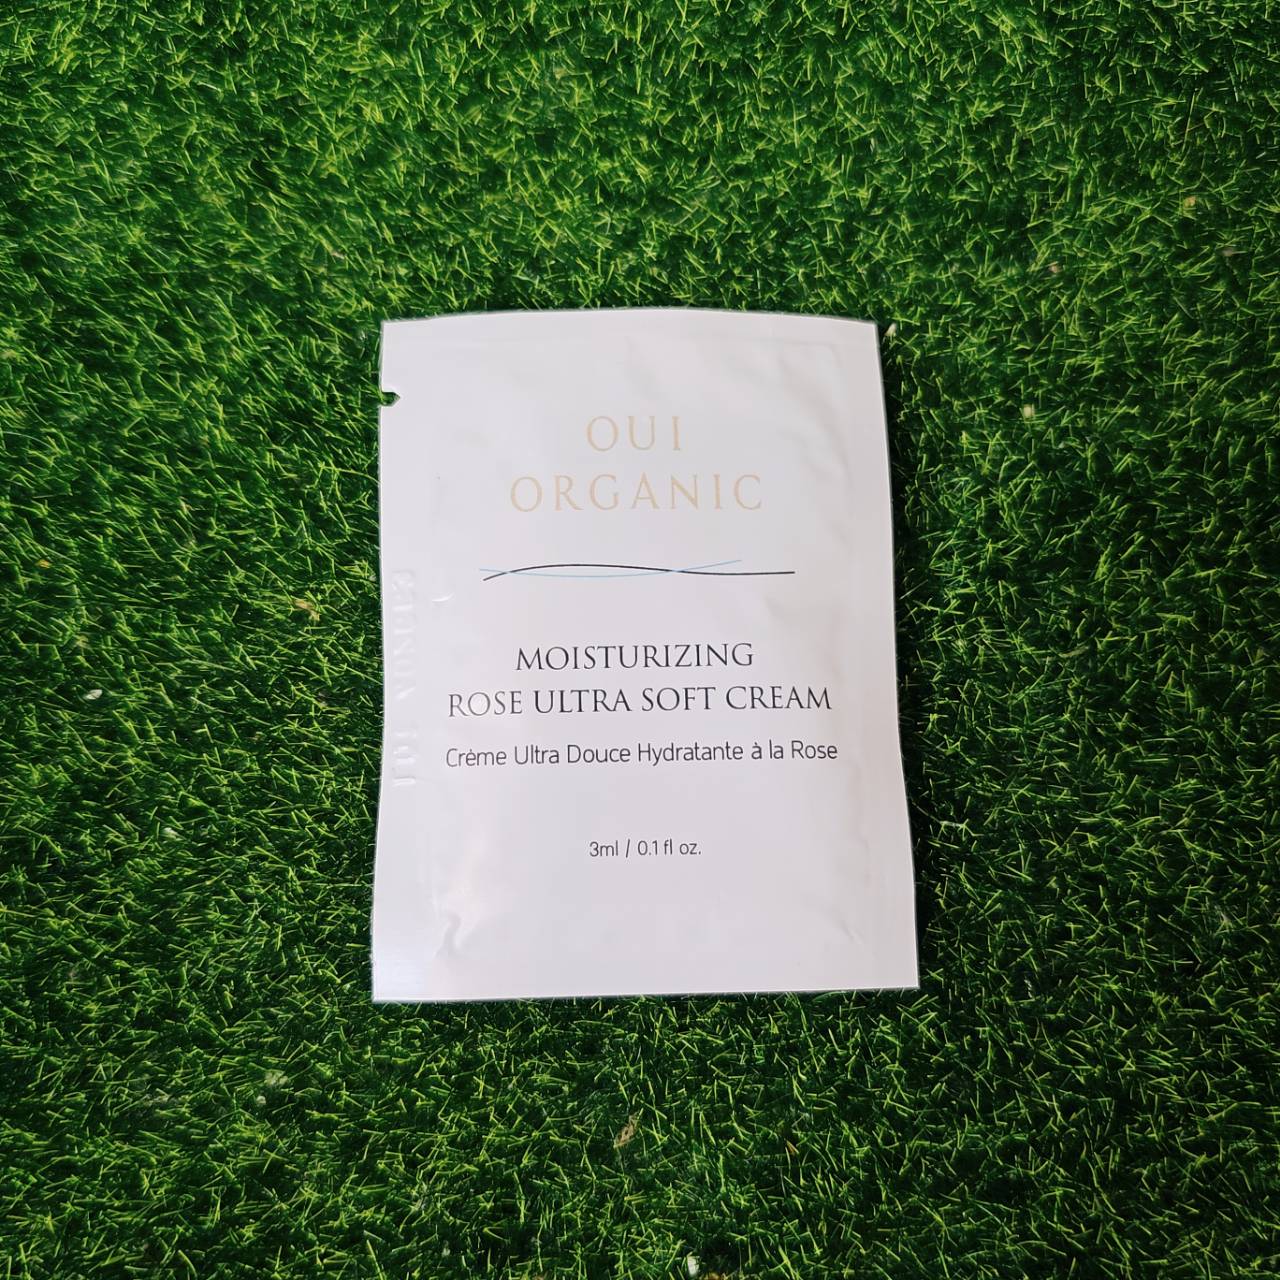 OUI
ORGANIC
MOISTURIZING
ROSE ULTRA SOFT CREAM
Crème Ultra Douce Hydratante à la Rose
3ml / 0.1 fl oz.